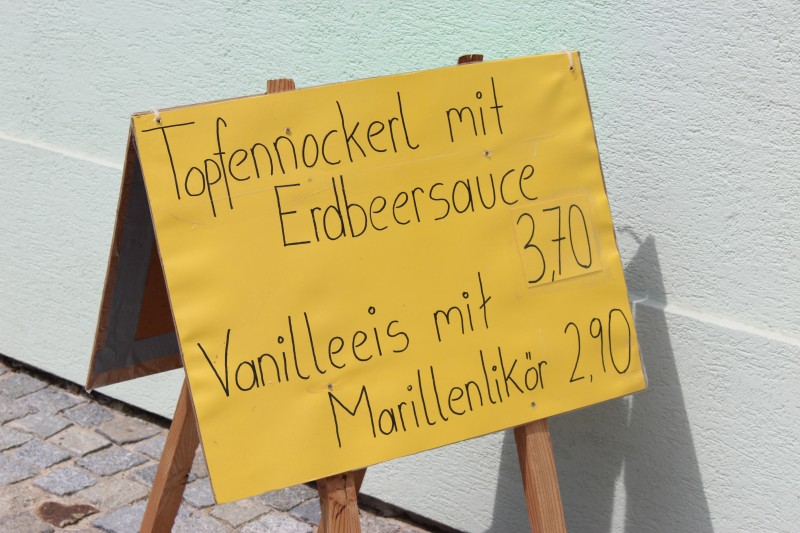 Topfennockerl mit
Erdbeersauce
3,70
Vanilleeis mit
Marillenlikör 2,90